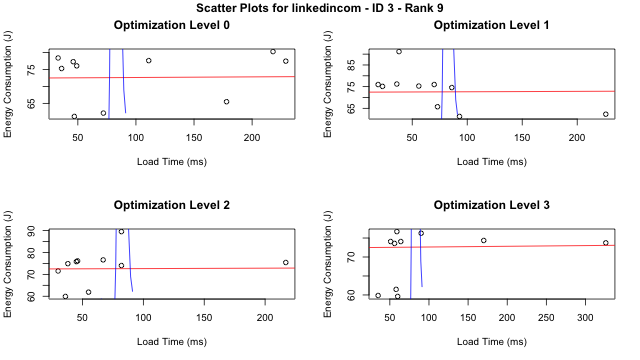 Scatter Plots for linkedincom - ID 3 - Rank 9
Optimization Level 0
Energy Consumption (J)
65 75
50 100 150 200
Load Time (ms)
Optimization Level 1
Energy Consumption (J)
65 75 85
50 100 150 200
Load Time (ms)
Optimization Level 2
Energy Consumption (J)
60 70 80 90
50 100 150 200
Load Time (ms)
Optimization Level 3
Energy Consumption (J)
60 70
50 100 150 200 250 300
Load Time (ms)